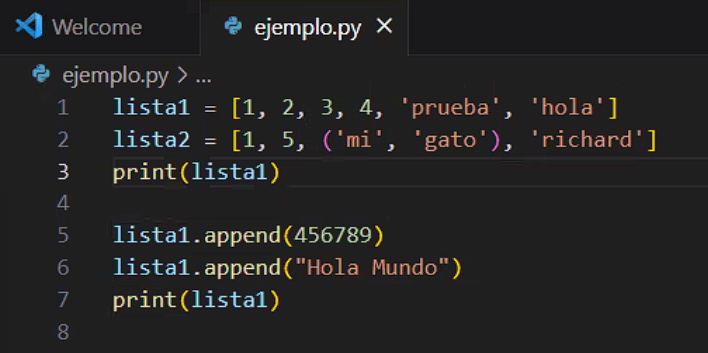 Welcome ejemplo.py ×
ejemplo.py > ...
1 lista1 = [1, 2, 3, 4, 'prueba', 'hola']
2 lista2 = [1, 5, ('mi', 'gato'), 'richard']
3 print(lista1)
4
5 lista1.append(456789)
6 lista1.append("Hola Mundo")
7 print(lista1)
8